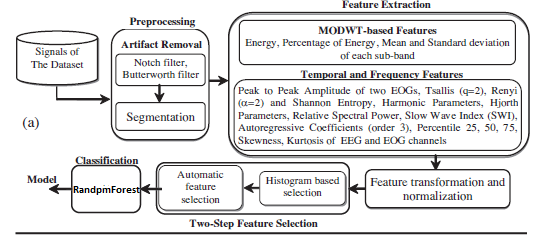 Preprocessing
Feature Extraction
Signals of
The Dataset
Artifact Removal
Notch filter,
Butterworth filter
Segmentation
MODWT-based Features
Energy, Percentage of Energy, Mean and Standard deviation
of each sub-band
Temporal and Frequency Features
Peak to Peak Amplitude of two EOGs, Tsallis (q=2), Renyi
(α=2) and Shannon Entropy, Harmonic Parameters, Hjorth
Parameters, Relative Spectral Power, Slow Wave Index (SWI),
Autoregressive Coefficients (order 3), Percentile 25, 50, 75,
Skewness, Kurtosis of EEG and EOG channels
(a)
Classification
Model
RandpmForest
Automatic
feature
selection
Histogram based
selection
Feature transformation and
normalization
Two-Step Feature Selection